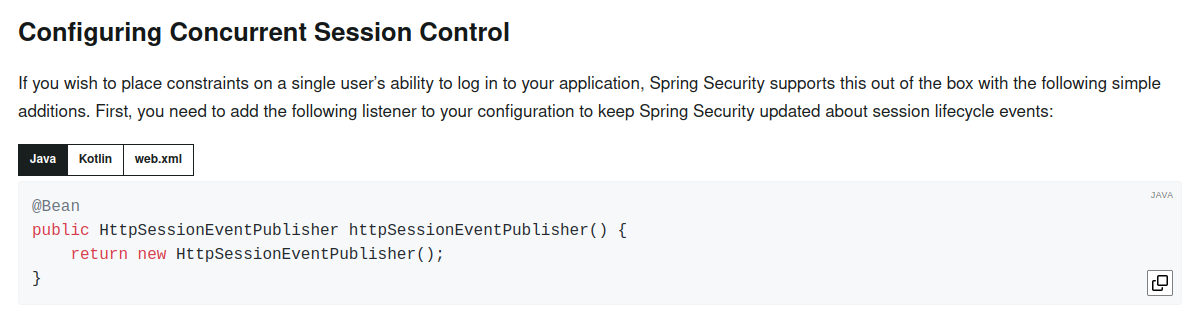 Configuring Concurrent Session Control
If you wish to place constraints on a single user’s ability to log in to your application, Spring Security supports this out of the box with the following simple
additions. First, you need to add the following listener to your configuration to keep Spring Security updated about session lifecycle events:
Java Kotlin web.xml
JAVA
@Bean
public HttpSessionEventPublisher httpSessionEventPublisher() {
    return new HttpSessionEventPublisher();
}